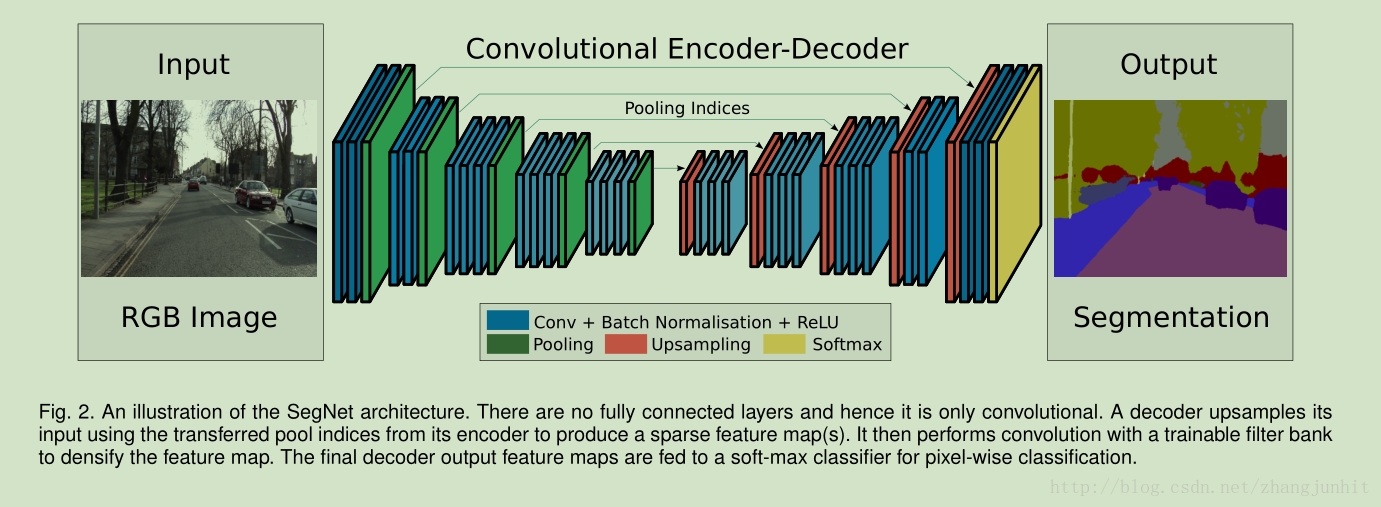 Input
RGB Image
Convolutional Encoder-Decoder
Pooling Indices
Conv + Batch Normalisation + ReLU
Pooling Upsampling Softmax
Output
Segmentation
Fig. 2. An illustration of the SegNet architecture. There are no fully connected layers and hence it is only convolutional. A decoder upsamples its
input using the transferred pool indices from its encoder to produce a sparse feature map(s). It then performs convolution with a trainable filter bank
to densify the feature map. The final decoder output feature maps are fed to a soft-max classifier for pixel-wise classification.
http://blog.csdn.net/zhangjunhit